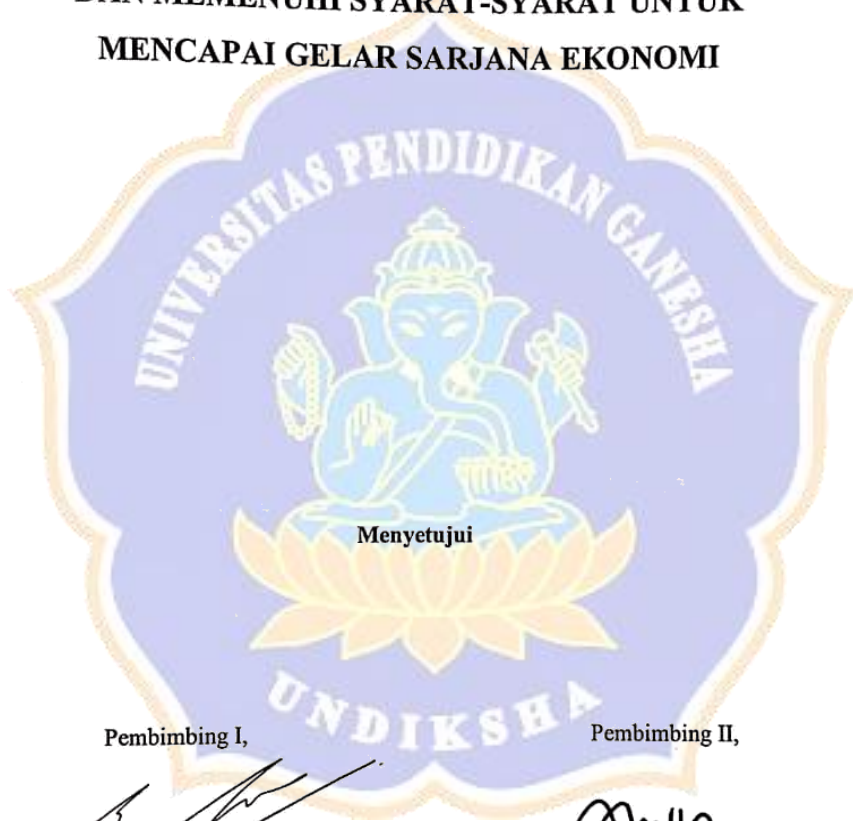 DAN MEMENUHI SYARAT-SYARAT UNTUK
MENCAPAI GELAR SARJANA EKONOMI
UNIVERSITAS PENDIDIKAN GANESHA
Menyetujui
UNDIKSHA
Pembimbing I,
Pembimbing II,